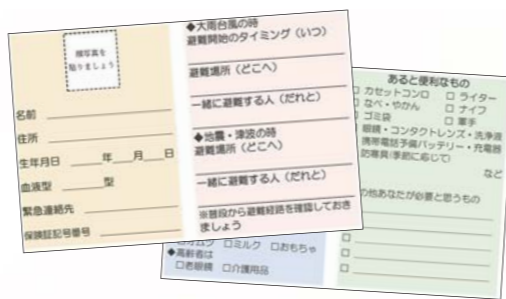 顔写真を
貼りましょう
名前
住所
生年月日 年 月 日
血液型 型
緊急連絡先
保険証記号番号
◆大雨台風の時
避難開始のタイミング（いつ）
避難場所（どこへ）
一緒に避難する人（だれと）
◆地震・津波の時
避難場所（どこへ）
一緒に避難する人（だれと）
※普段から避難経路を確認しておき
ましょう
あると便利なもの
□ カセットコンロ □ ライター
□ なべ・やかん □ ナイフ
□ ゴミ袋 □ 軍手
眼鏡・コンタクトレンズ・洗浄液
携帯電話予備バッテリー・充電器
防寒具(季節に応じて)
など
の他あなたが必要と思うもの
□
□
□
□ミルク □おもちゃ
◆高齢者は
□老眼鏡 □介護用品